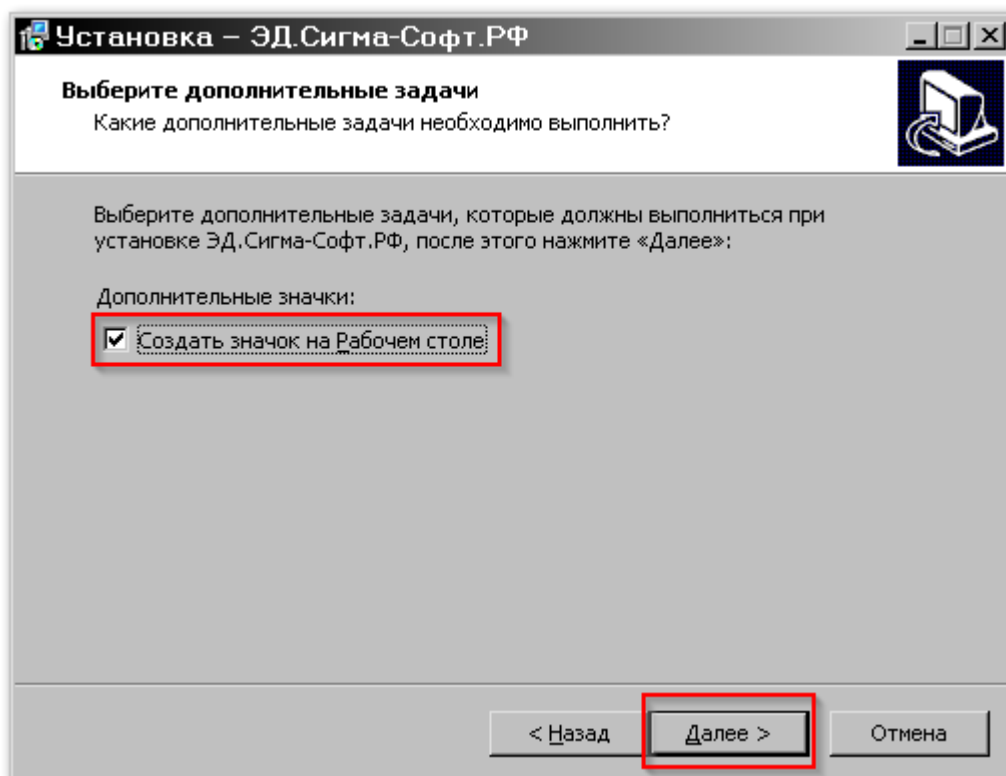 Установка – ЭД.Сигма-Софт.РФ
Выберите дополнительные задачи
Какие дополнительные задачи необходимо выполнить?
Выберите дополнительные задачи, которые должны выполниться при
установке ЭД.Сигма-Софт.РФ, после этого нажмите «Далее»:
Дополнительные значки:
Создать значок на Рабочем столе
< Назад Далее > Отмена